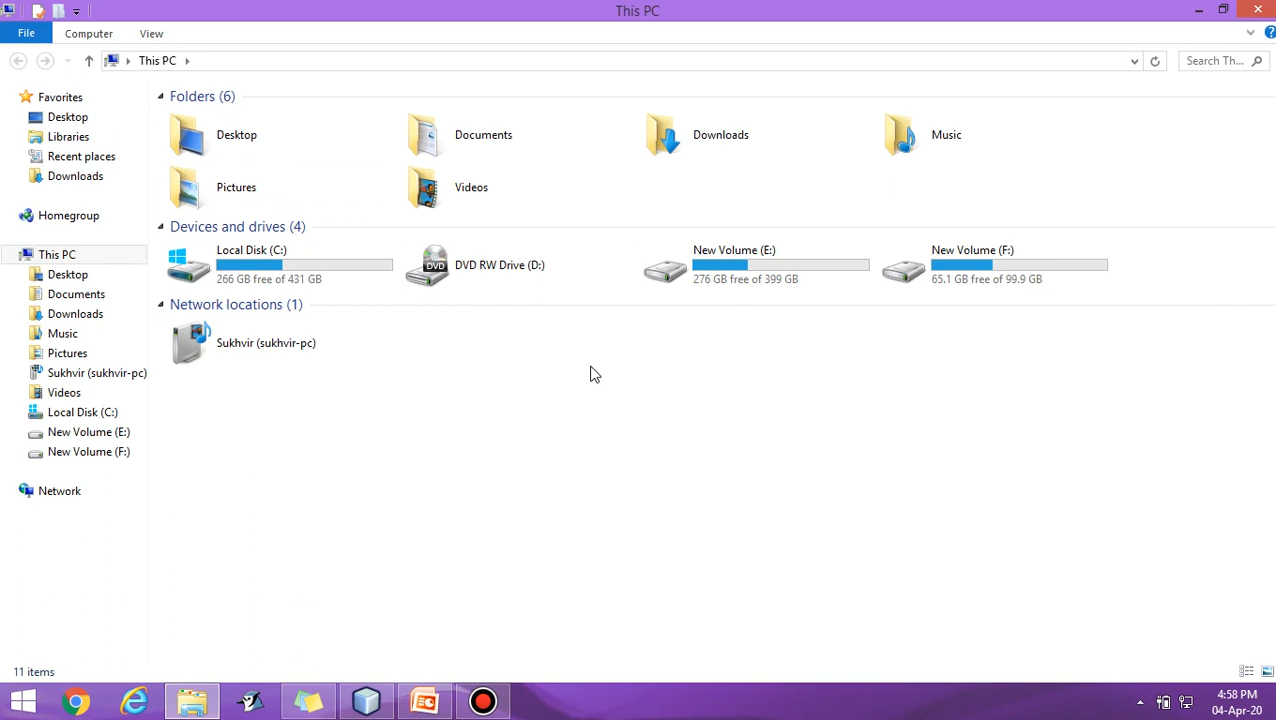 This PC
File Computer View
This PC
Search Th...
Favorites
Desktop
Libraries
Recent places
Downloads
Homegroup
This PC
Desktop
Documents
Downloads
Music
Pictures
Sukhvir (sukhvir-pc)
Videos
Local Disk (C:)
New Volume (E:)
New Volume (F:)
Network
Folders (6)
Desktop
Documents
Downloads
Music
Pictures
Videos
Devices and drives (4)
Local Disk (C:)
266 GB free of 431 GB
DVD
DVD RW Drive (D:)
New Volume (E:)
276 GB free of 399 GB
New Volume (F:)
65.1 GB free of 99.9 GB
Network locations (1)
Sukhvir (sukhvir-pc)
11 items
4:58 PM
04-Apr-20